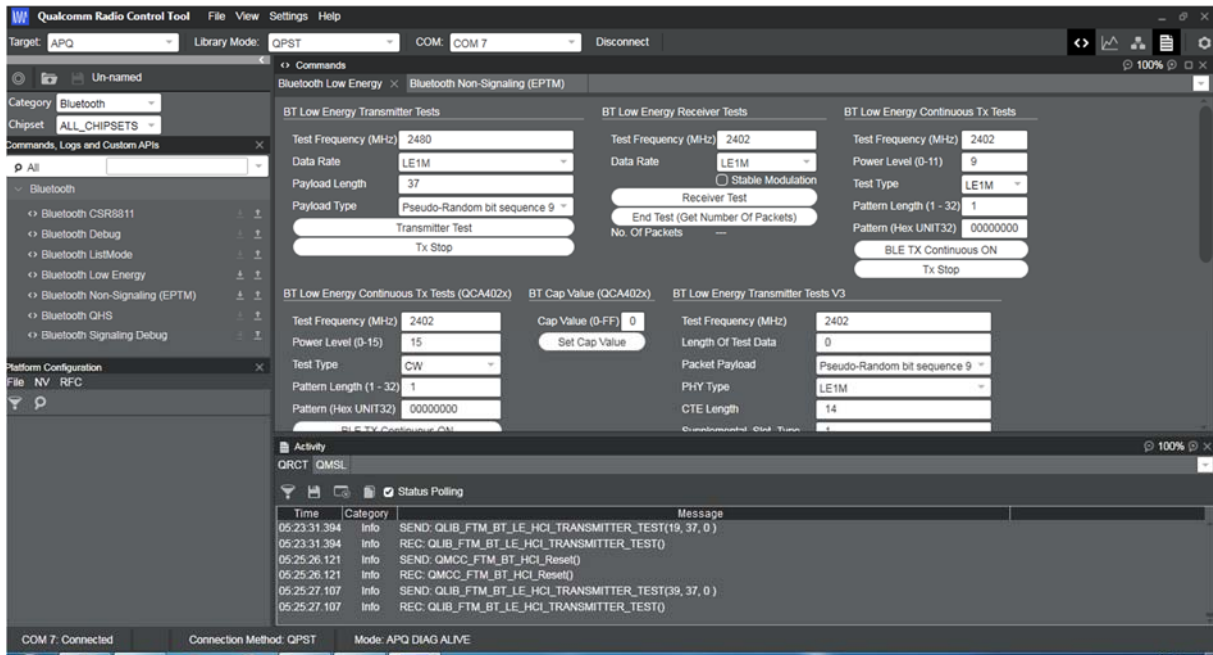 Qualcomm Radio Control Tool File View Settings Help
Target: APQ Library Mode: QPST COM: COM 7 Disconnect
Un-named
Category Bluetooth
Chipset ALL_CHIPSETS
Commands, Logs and Custom APIs
All
Bluetooth
Bluetooth CSR8811
Bluetooth Debug
Bluetooth ListMode
Bluetooth Low Energy
Bluetooth Non-Signaling (EPTM)
Bluetooth QHS
Bluetooth Signaling Debug
Platform Configuration
File NV RFC
Commands 100%
Bluetooth Low Energy Bluetooth Non-Signaling (EPTM)
BT Low Energy Transmitter Tests
Test Frequency (MHz) 2480
Data Rate LE1M
Payload Length 37
Payload Type Pseudo-Random bit sequence 9
Transmitter Test
Tx Stop
BT Low Energy Receiver Tests
Test Frequency (MHz) 2402
Data Rate LE1M
Stable Modulation
Receiver Test
End Test (Get Number Of Packets)
No. Of Packets —
BT Low Energy Continuous Tx Tests
Test Frequency (MHz) 2402
Power Level (0-11) 9
Test Type LE1M
Pattern Length (1 - 32) 1
Pattern (Hex UNIT32) 00000000
BLE TX Continuous ON
Tx Stop
BT Low Energy Continuous Tx Tests (QCA402x)
Test Frequency (MHz) 2402
Power Level (0-15) 15
Test Type CW
Pattern Length (1 - 32) 1
Pattern (Hex UNIT32) 00000000
BLE TX Continuous ON
BT Cap Value (QCA402x)
Cap Value (0-FF) 0
Set Cap Value
BT Low Energy Transmitter Tests V3
Test Frequency (MHz) 2402
Length Of Test Data 0
Packet Payload Pseudo-Random bit sequence 9
PHY Type LE1M
CTE Length 14
Supplemental Slot Type 1
Activity 100%
QRCT QMSL
Status Polling
Time Category Message
05:23:31.394 Info SEND: QLIB_FTM_BT_LE_HCI_TRANSMITTER_TEST(19, 37, 0 )
05:23:31.394 Info REC: QLIB_FTM_BT_LE_HCI_TRANSMITTER_TEST()
05:25:26.121 Info SEND: QMCC_FTM_BT_HCI_Reset()
05:25:26.121 Info REC: QMCC_FTM_BT_HCI_Reset()
05:25:27.107 Info SEND: QLIB_FTM_BT_LE_HCI_TRANSMITTER_TEST(39, 37, 0 )
05:25:27.107 Info REC: QLIB_FTM_BT_LE_HCI_TRANSMITTER_TEST()
COM 7: Connected Connection Method: QPST Mode: APQ DIAG ALIVE